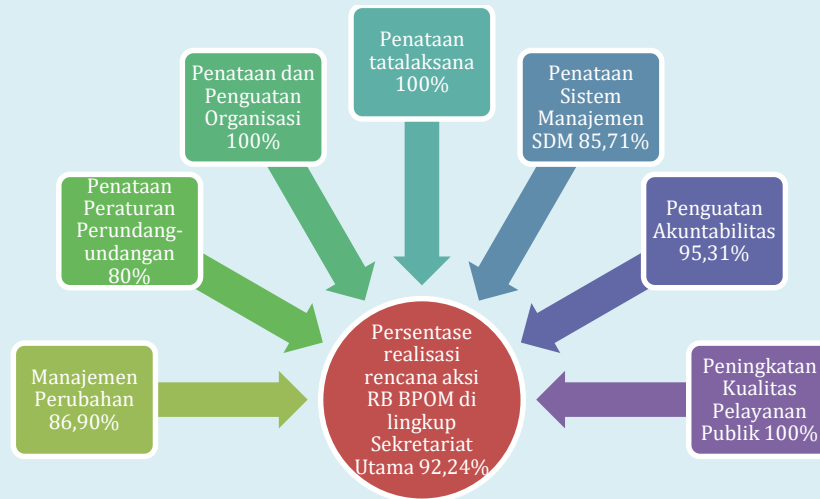 Penataan
tatalaksana
100%
Penataan dan
Penguatan
Organisasi
100%
Penataan
Sistem
Manajemen
SDM 85,71%
Penataan
Peraturan
Perundang-
undangan
80%
Penguatan
Akuntabilitas
95,31%
Manajemen
Perubahan
86,90%
Persentase
realisasi
rencana aksi
RB BPOM di
lingkup
Sekretariat
Utama 92,24%
Peningkatan
Kualitas
Pelayanan
Publik 100%